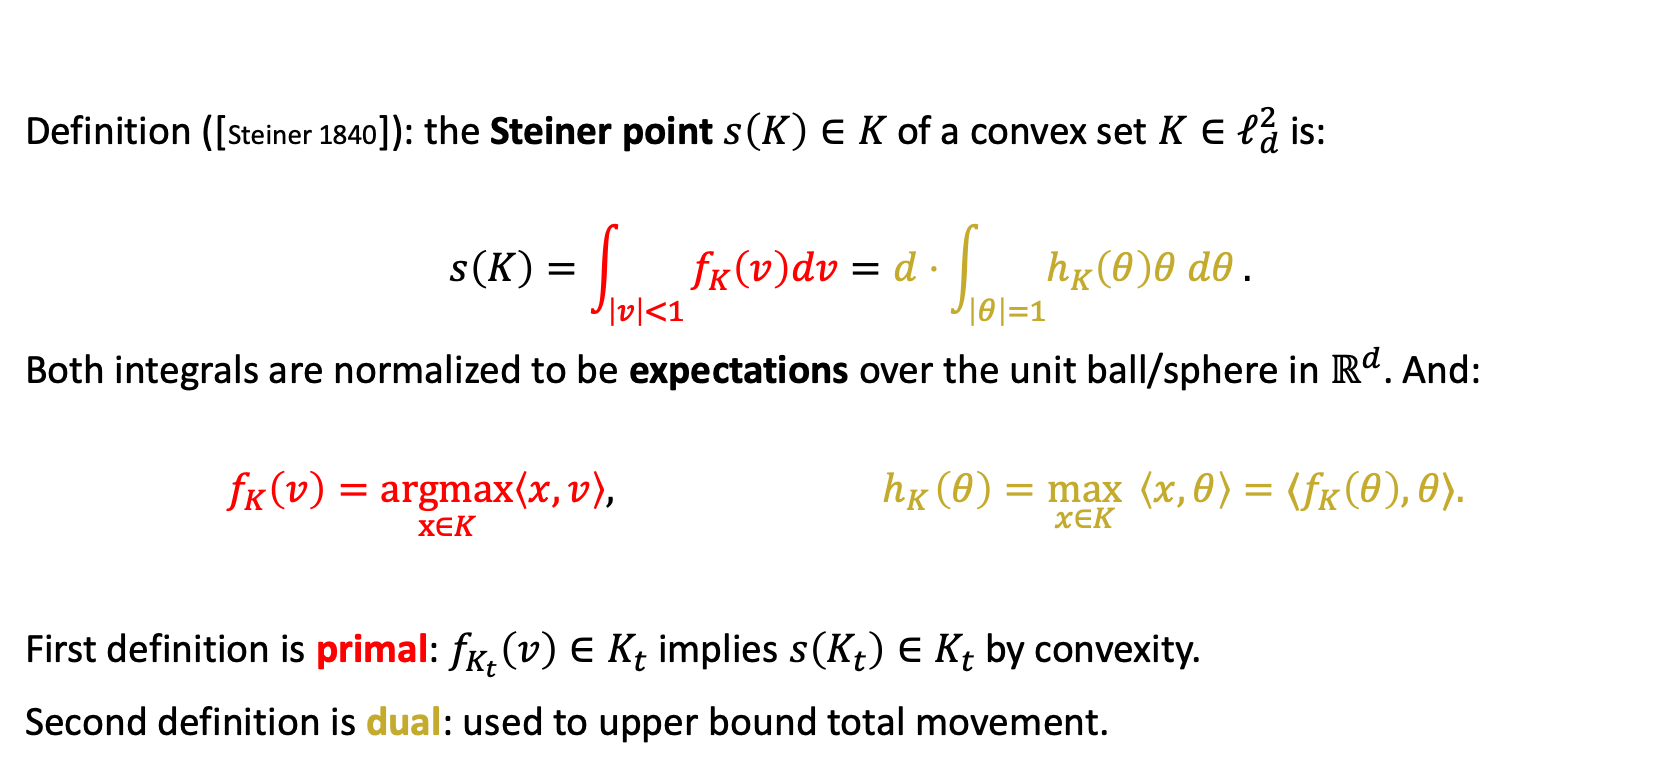 Definition ([Steiner 1840]): the Steiner point s(K) ∈ K of a convex set K ∈ ℓ²_d is:
s(K) = ∫_{|v|<1} f_K(v)dv = d · ∫_{|θ|=1} h_K(θ)θ dθ .
Both integrals are normalized to be expectations over the unit ball/sphere in ℝ^d. And:
f_K(v) = argmax_{x∈K}⟨x, v⟩, h_K(θ) = max_{x∈K} ⟨x, θ⟩ = ⟨f_K(θ), θ⟩.
First definition is primal: f_{K_t}(v) ∈ K_t implies s(K_t) ∈ K_t by convexity.
Second definition is dual: used to upper bound total movement.